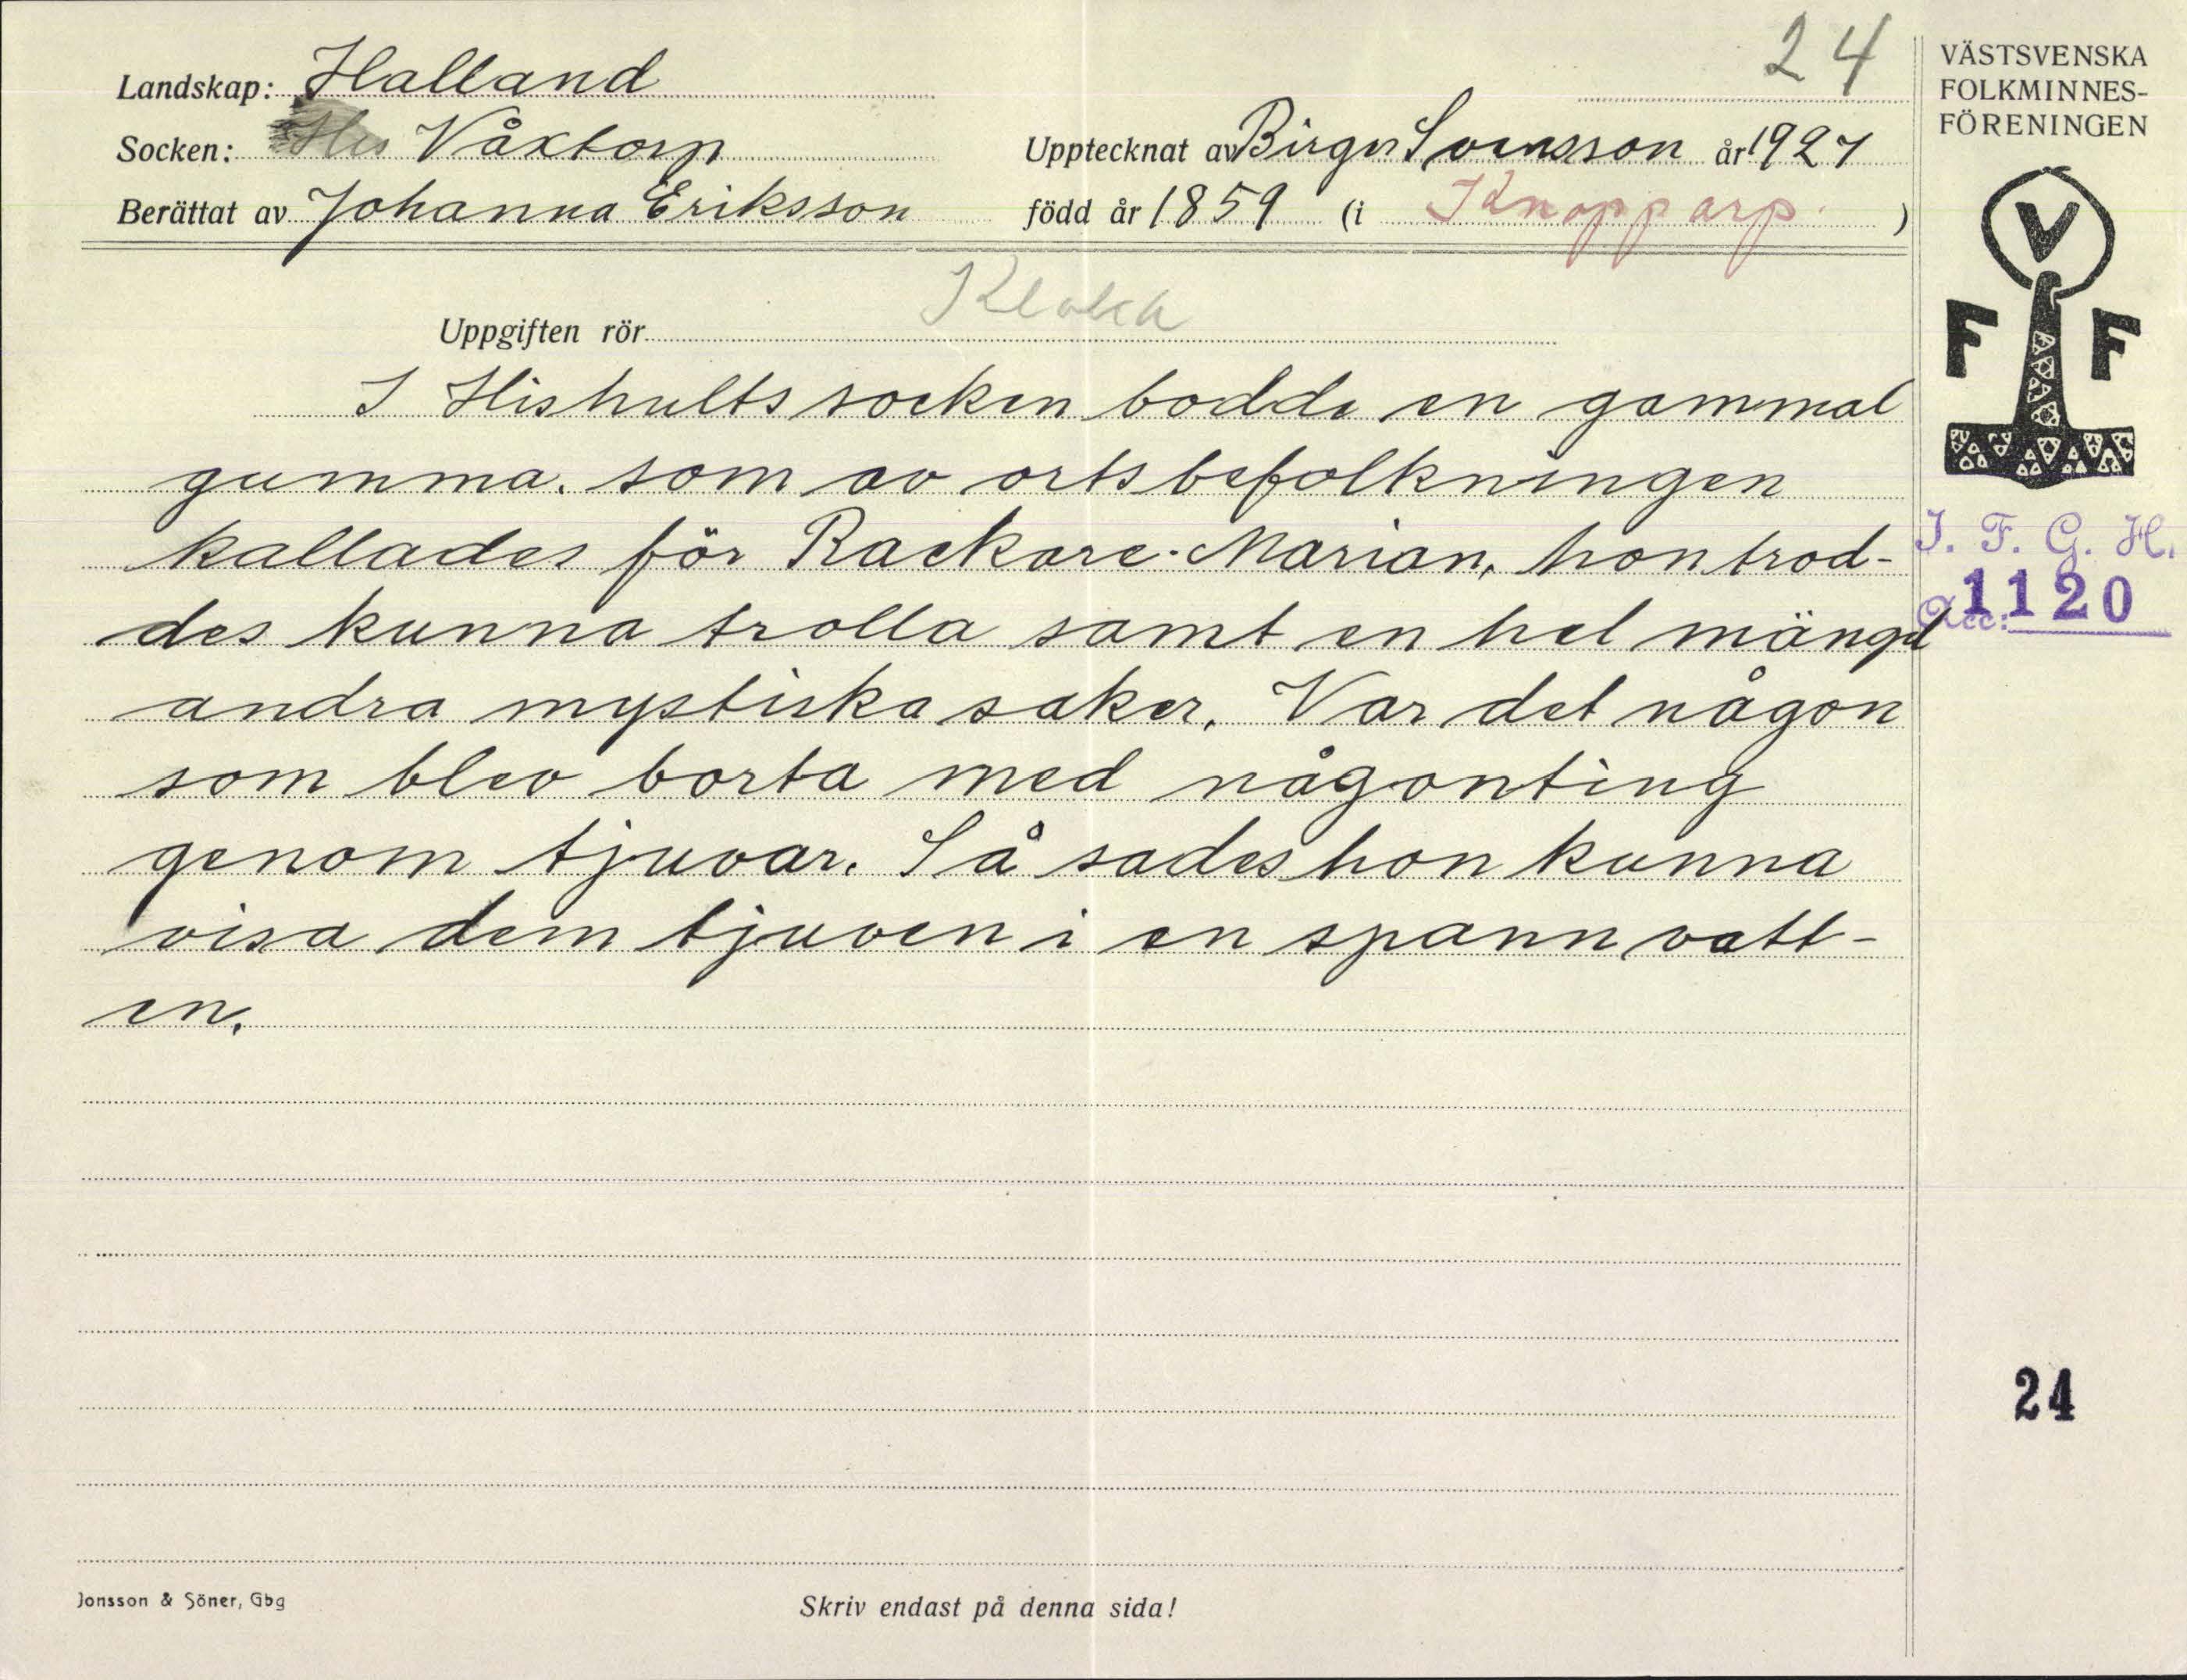 24
VÄSTSVENSKA
FOLKMINNES-
FÖRENINGEN
Landskap: Halland
Socken: Våxtorp
Upptecknat av Birger Svensson år 1927
Berättat av Johanna Eriksson
född år 1859 (i Knopparp.)
V
F F
Uppgiften rör Kloka
I Hishults socken bodde en gammal
gumma. som av ortsbefolkningen
kallades för Rackare-Marian, hon trod-
des kunna trolla samt en hel mängd
andra mystiska saker. Var det någon
som blev borta med någonting
genom tjuvar. Så sades hon kunna
visa dem tjuven i en spann vatt-
en.
I. F. G. H.
Acc: 1120
24
Jonsson & Söner, Gbg
Skriv endast på denna sida!